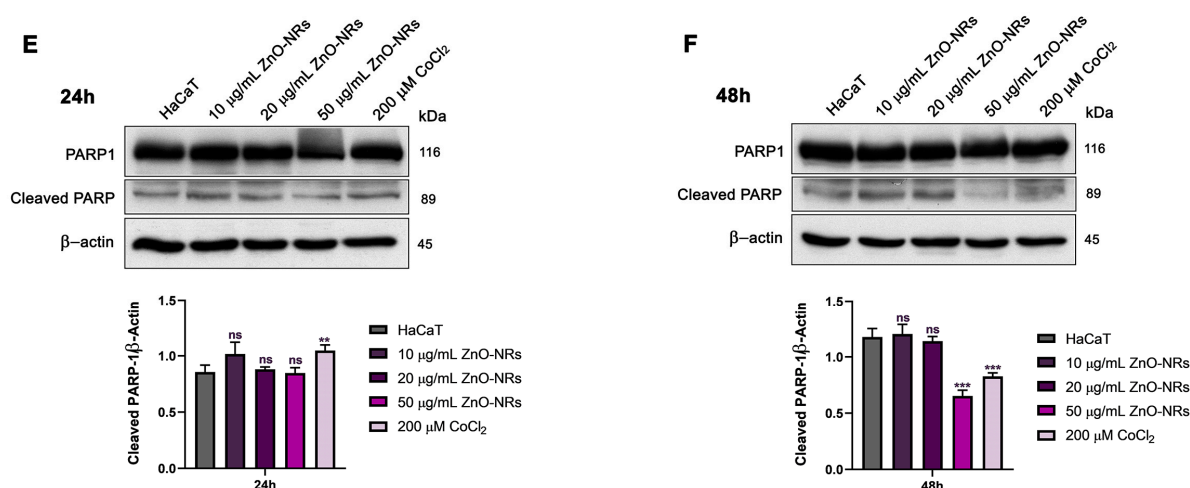 E
24h
HaCaT
10 µg/mL ZnO-NRs
20 µg/mL ZnO-NRs
50 µg/mL ZnO-NRs
200 µM CoCl₂
kDa
PARP1
116
Cleaved PARP
89
β–actin
45
Cleaved PARP-1β-Actin
1.5
1.0
0.5
0.0
ns
ns
ns
**
24h
HaCaT
10 µg/mL ZnO-NRs
20 µg/mL ZnO-NRs
50 µg/mL ZnO-NRs
200 µM CoCl₂
F
48h
HaCaT
10 µg/mL ZnO-NRs
20 µg/mL ZnO-NRs
50 µg/mL ZnO-NRs
200 µM CoCl₂
kDa
PARP1
116
Cleaved PARP
89
β–actin
45
Cleaved PARP-1β-Actin
1.5
1.0
0.5
0.0
ns
ns
***
***
48h
HaCaT
10 µg/mL ZnO-NRs
20 µg/mL ZnO-NRs
50 µg/mL ZnO-NRs
200 µM CoCl₂